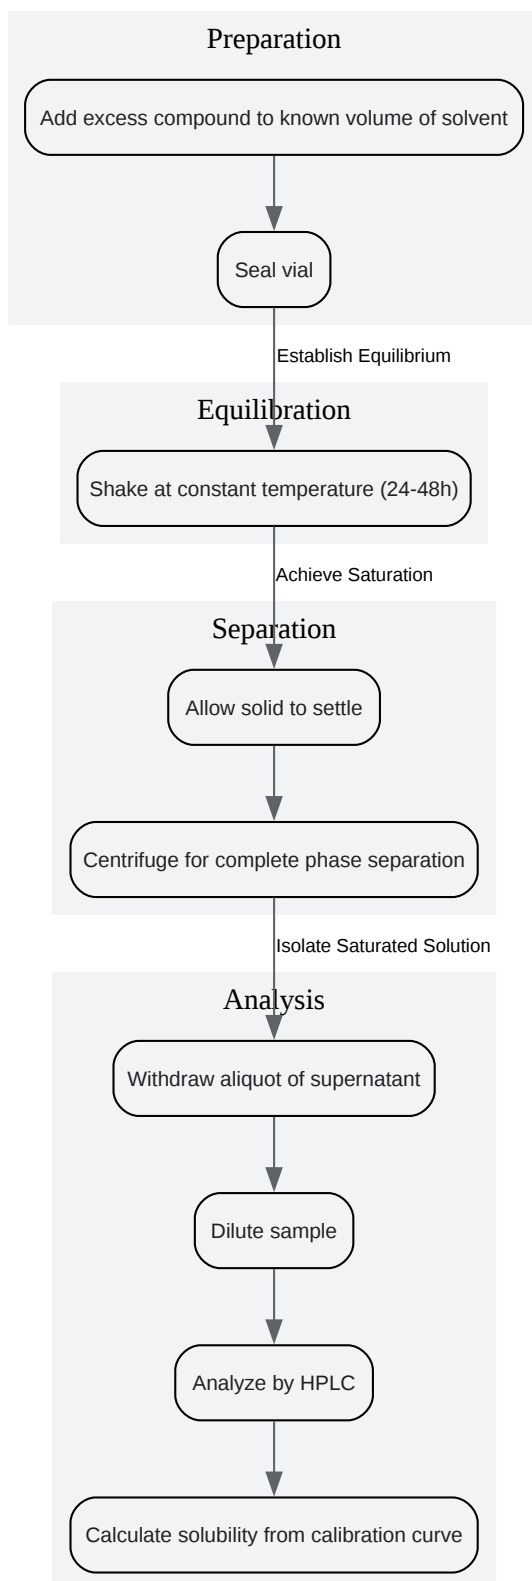 Preparation
Add excess compound to known volume of solvent
Seal vial
Establish Equilibrium
Equilibration
Shake at constant temperature (24-48h)
Achieve Saturation
Separation
Allow solid to settle
Centrifuge for complete phase separation
Isolate Saturated Solution
Analysis
Withdraw aliquot of supernatant
Dilute sample
Analyze by HPLC
Calculate solubility from calibration curve